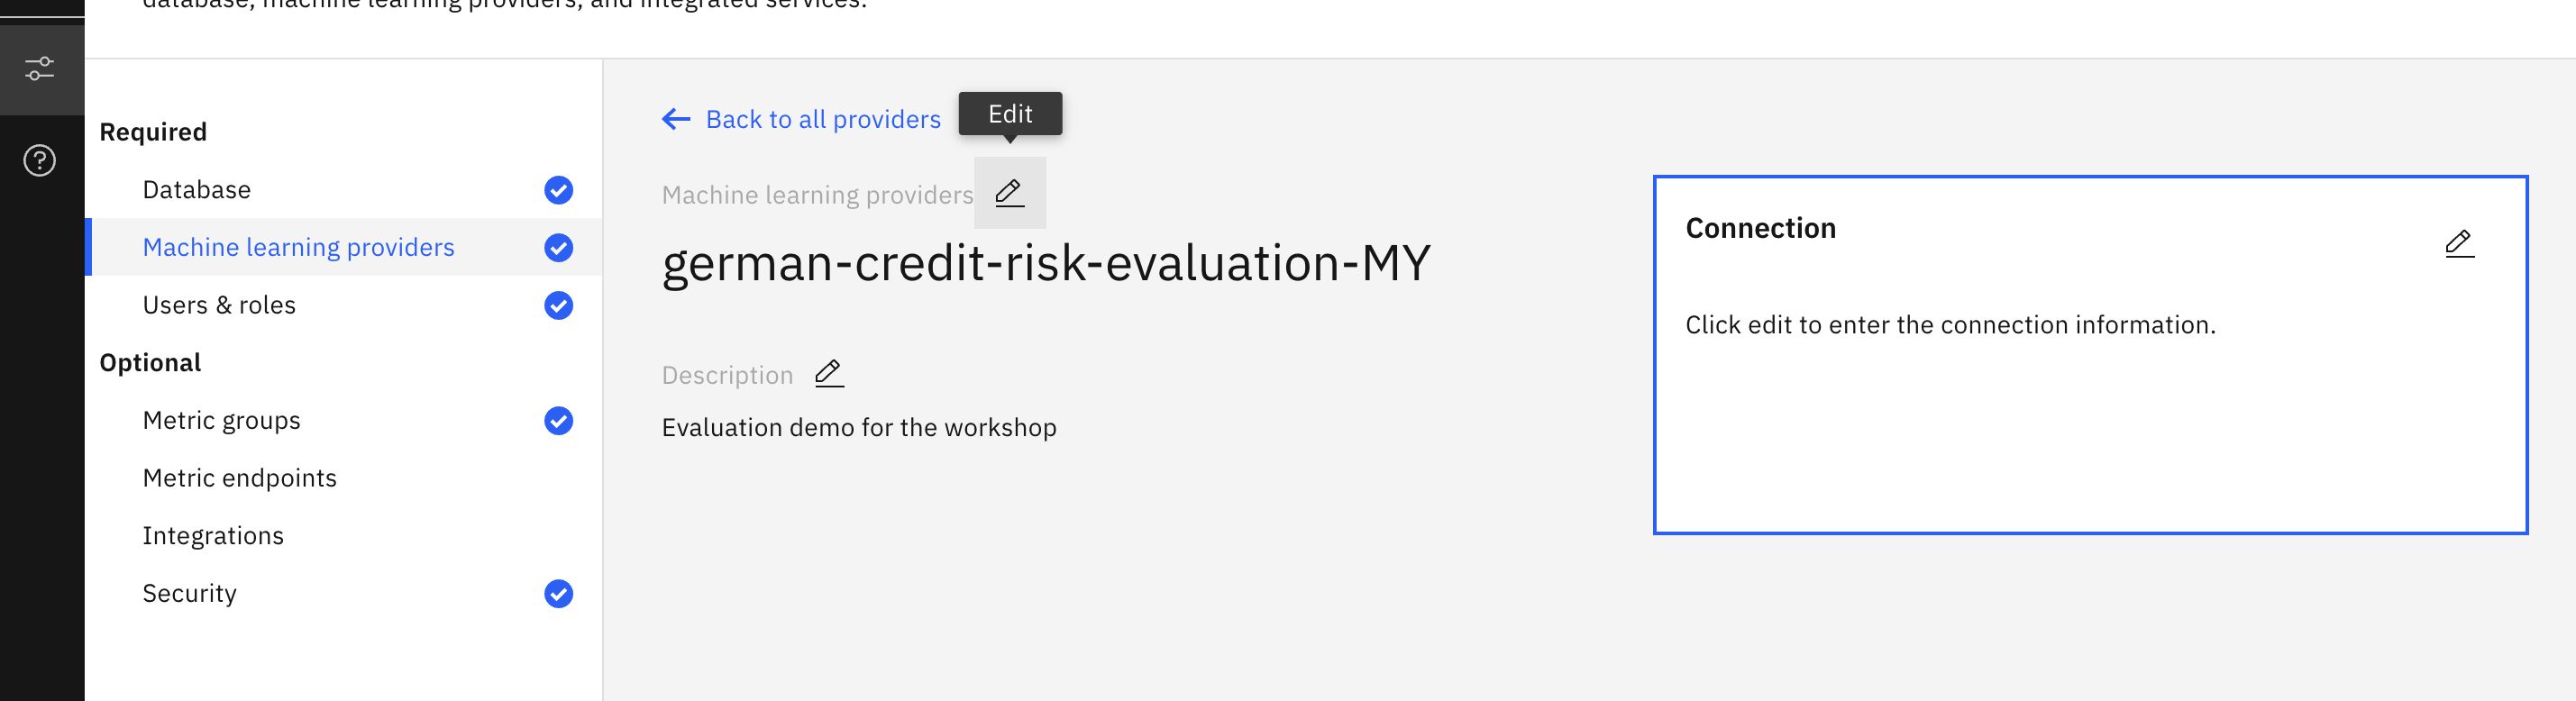 database, machine learning providers, and integrated services.
Required
Database
Machine learning providers
Users & roles
Optional
Metric groups
Metric endpoints
Integrations
Security
Back to all providers
Edit
Machine learning providers
german-credit-risk-evaluation-MY
Description
Evaluation demo for the workshop
Connection
Click edit to enter the connection information.